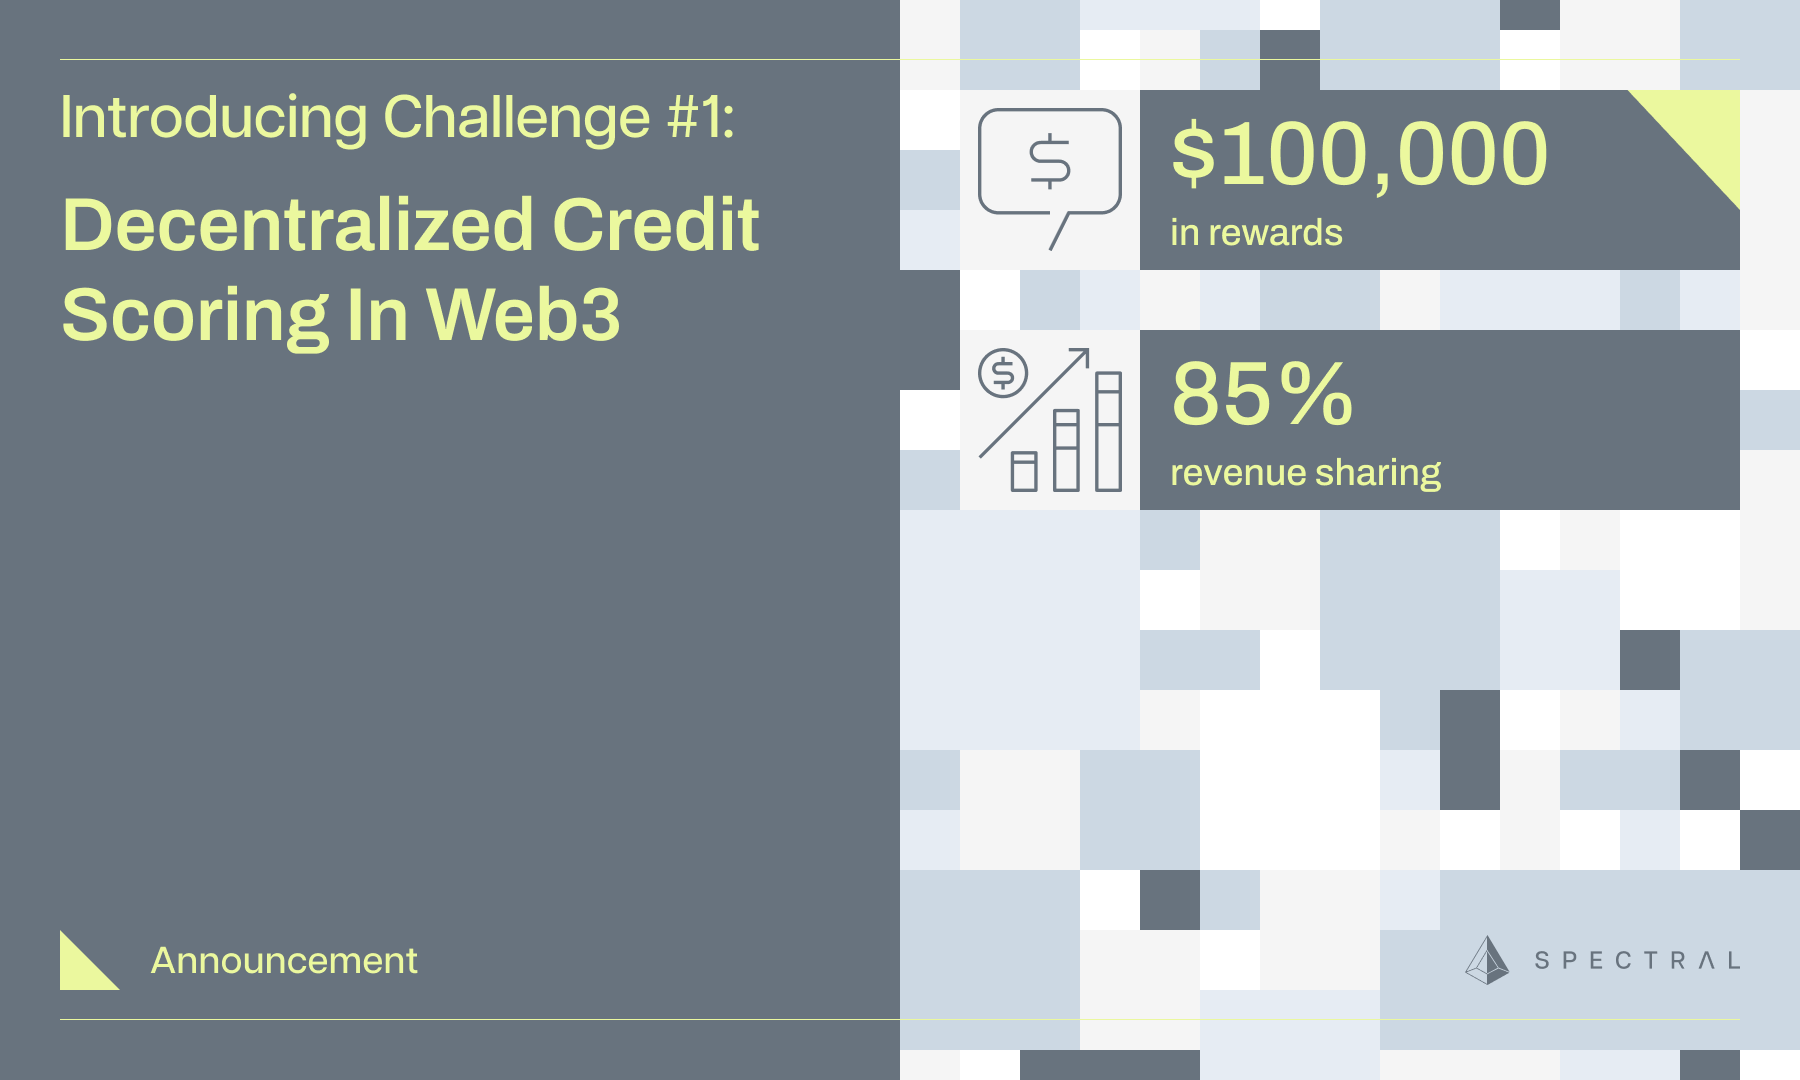 Introducing Challenge #1:
Decentralized Credit
Scoring In Web3
$
$100,000
in rewards
$
85%
revenue sharing
Announcement
SPECTRAL